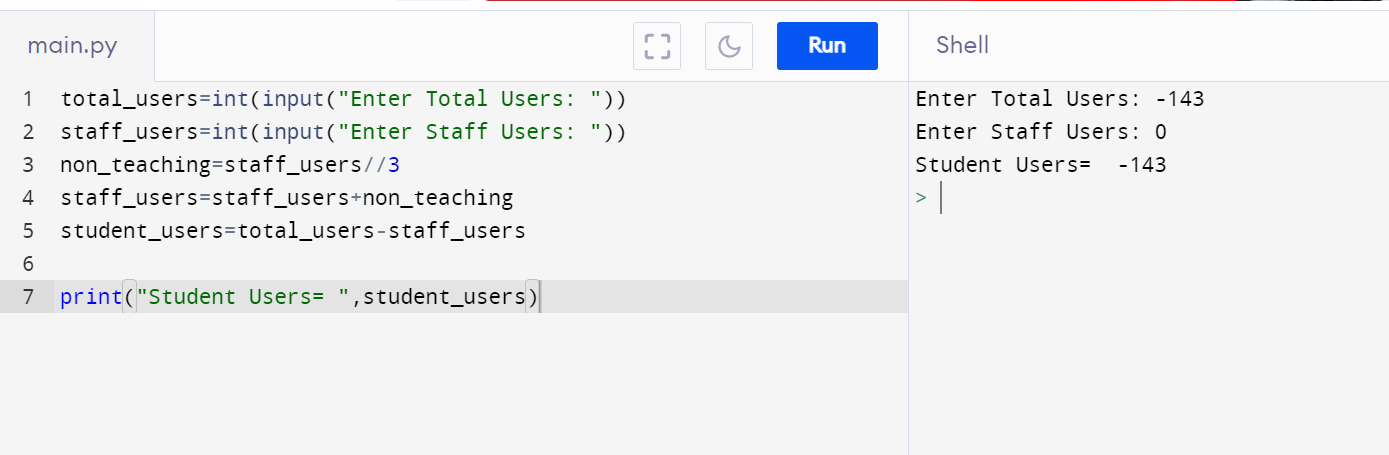 main.py
Run
Shell
1 total_users=int(input("Enter Total Users: "))
2 staff_users=int(input("Enter Staff Users: "))
3 non_teaching=staff_users//3
4 staff_users=staff_users+non_teaching
5 student_users=total_users-staff_users
6
7 print("Student Users= ",student_users)
Enter Total Users: -143
Enter Staff Users: 0
Student Users=  -143
>